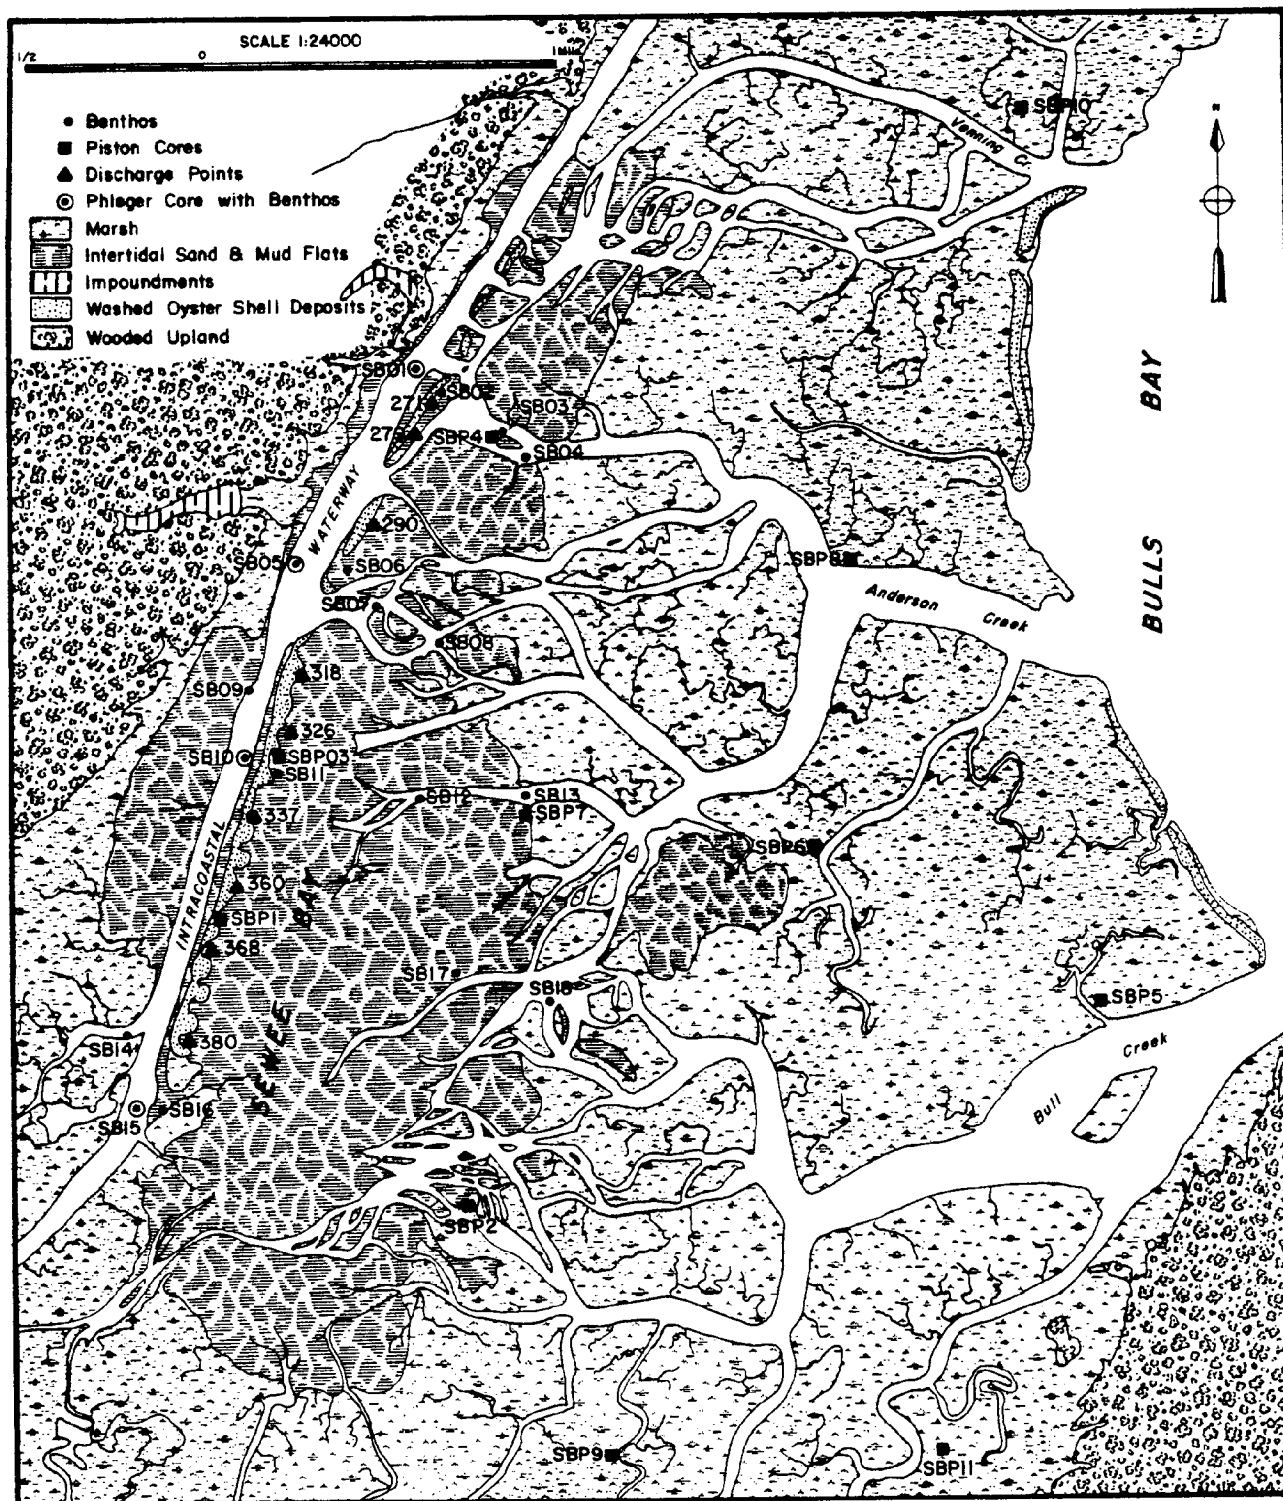 SCALE 1:24000
1/2
0
Benthos
Piston Cores
Discharge Points
Phleger Core with Benthos
Marsh
Intertidal Sand & Mud Flats
Impoundments
Washed Oyster Shell Deposits
Wooded Upland
N
SBP10
Venning Cr.
BULLS BAY
SB01
SB02
271
SB03
SBP4
SB04
WATERWAY
290
SB05
SB06
SBP8
SB07
Anderson Creek
SB08
318
SB09
326
SB10
SBP03
SB11
SB12
SB13
SBP7
337
SBP6
INTRACOASTAL
360
SBP1
BAY
368
SB17
SB18
SBP5
SB14
380
SEWEE
Bull Creek
SB15
SB16
SBP2
SBP9
SBP11